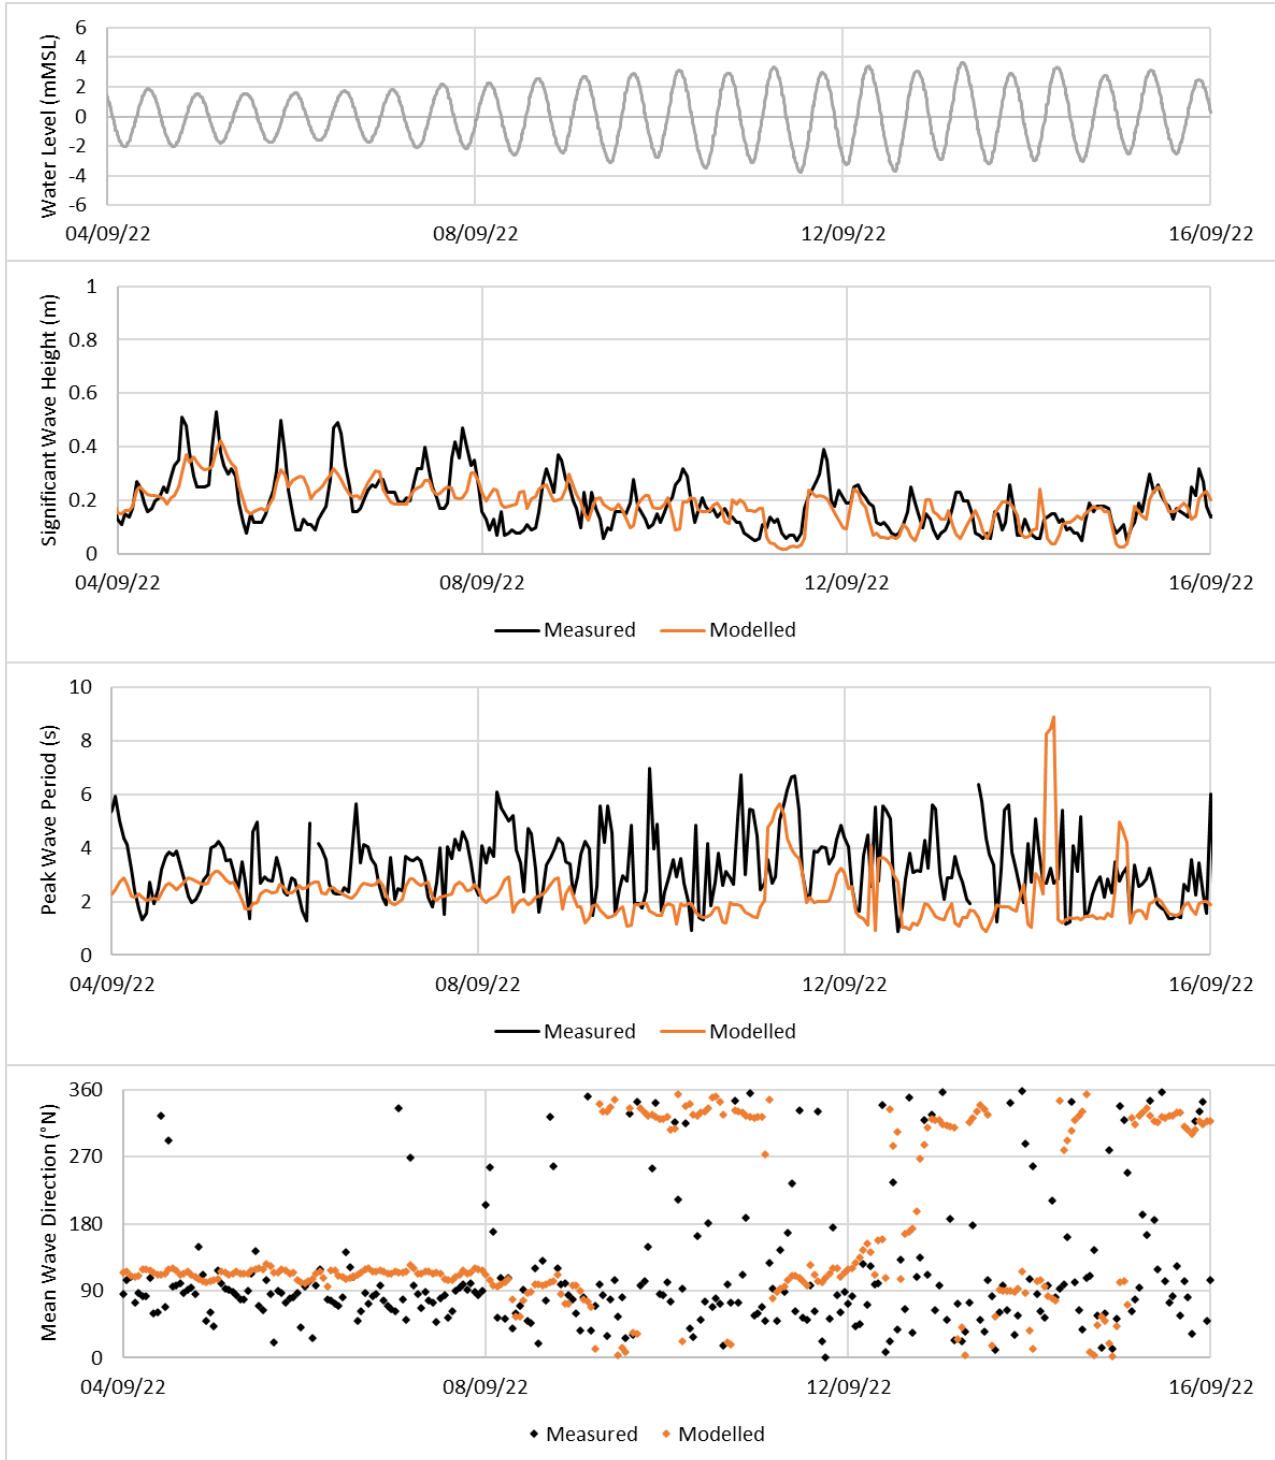 Water Level (mMSL)
6
4
2
0
-2
-4
-6
04/09/22 08/09/22 12/09/22 16/09/22
Significant Wave Height (m)
1
0.8
0.6
0.4
0.2
0
04/09/22 08/09/22 12/09/22 16/09/22
Measured Modelled
Peak Wave Period (s)
10
8
6
4
2
0
04/09/22 08/09/22 12/09/22 16/09/22
Measured Modelled
Mean Wave Direction (°N)
360
270
180
90
0
04/09/22 08/09/22 12/09/22 16/09/22
Measured Modelled